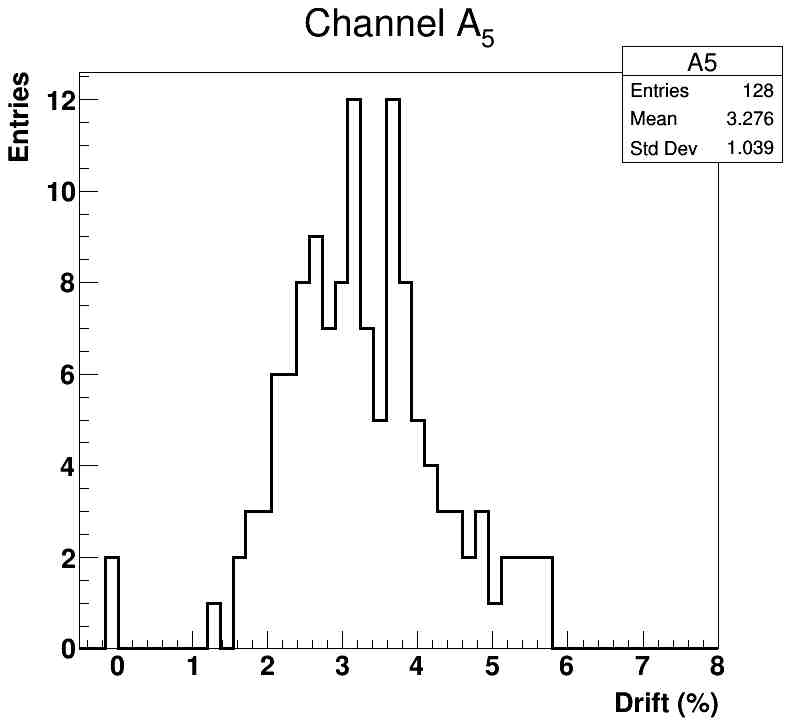 Channel A₅
A5
Entries 128
Mean 3.276
Std Dev 1.039
Entries
12
10
8
6
4
2
0
0 1 2 3 4 5 6 7 8
Drift (%)